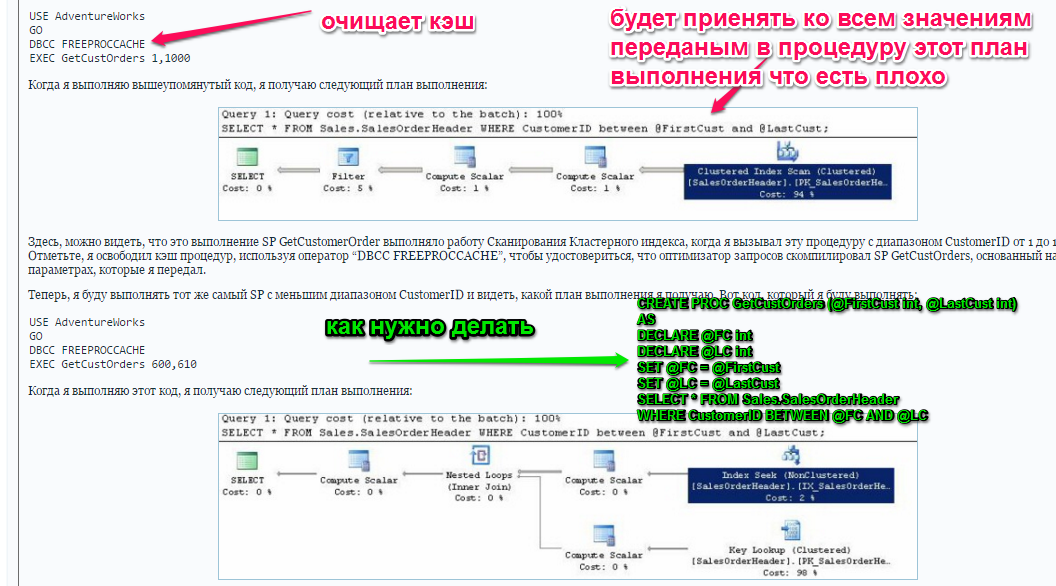 USE AdventureWorks
GO
DBCC FREEPROCCACHE
EXEC GetCustOrders 1,1000
очищает кэш
будет приенять ко всем значениям
переданым в процедуру этот план
выполнения что есть плохо
Когда я выполняю вышеупомянутый код, я получаю следующий план выполнения:
Query 1: Query cost (relative to the batch): 100%
SELECT * FROM Sales.SalesOrderHeader WHERE CustomerID between @FirstCust and @LastCust;
SELECT
Cost: 0 %
Filter
Cost: 5 %
Compute Scalar
Cost: 1 %
Compute Scalar
Cost: 1 %
Clustered Index Scan (Clustered)
[SalesOrderHeader].[PK_SalesOrderHe…
Cost: 94 %
Здесь, можно видеть, что это выполнение SP GetCustomerOrder выполняло работу Сканирования Кластерного индекса, когда я вызывал эту процедуру с диапазоном CustomerID от 1 до
Отметьте, я освободил кэш процедур, используя оператор “DBCC FREEPROCCACHE”, чтобы удостовериться, что оптимизатор запросов скомпилировал SP GetCustOrders, основанный
параметрах, которые я передал.
Теперь, я буду выполнять тот же самый SP с меньшим диапазоном CustomerID и видеть, какой план выполнения я получаю. Вот код, который я буду выполнять:
USE AdventureWorks
GO
DBCC FREEPROCCACHE
EXEC GetCustOrders 600,610
как нужно делать
CREATE PROC GetCustOrders (@FirstCust int, @LastCust int)
AS
DECLARE @FC int
DECLARE @LC int
SET @FC = @FirstCust
SET @LC = @LastCust
SELECT * FROM Sales.SalesOrderHeader
WHERE CustomerID BETWEEN @FC AND @LC
Когда я выполняю этот код, я получаю следующий план выполнения:
Query 1: Query cost (relative to the batch): 100%
SELECT * FROM Sales.SalesOrderHeader WHERE CustomerID between @FirstCust and @LastCust;
SELECT
Cost: 0 %
Compute Scalar
Cost: 0 %
Nested Loops
(Inner Join)
Cost: 0 %
Compute Scalar
Cost: 0 %
Index Seek (NonClustered)
[SalesOrderHeader].[IX_SalesOrderHe…
Cost: 2 %
Compute Scalar
Cost: 0 %
Key Lookup (Clustered)
[SalesOrderHeader].[PK_SalesOrderHe…
Cost: 98 %